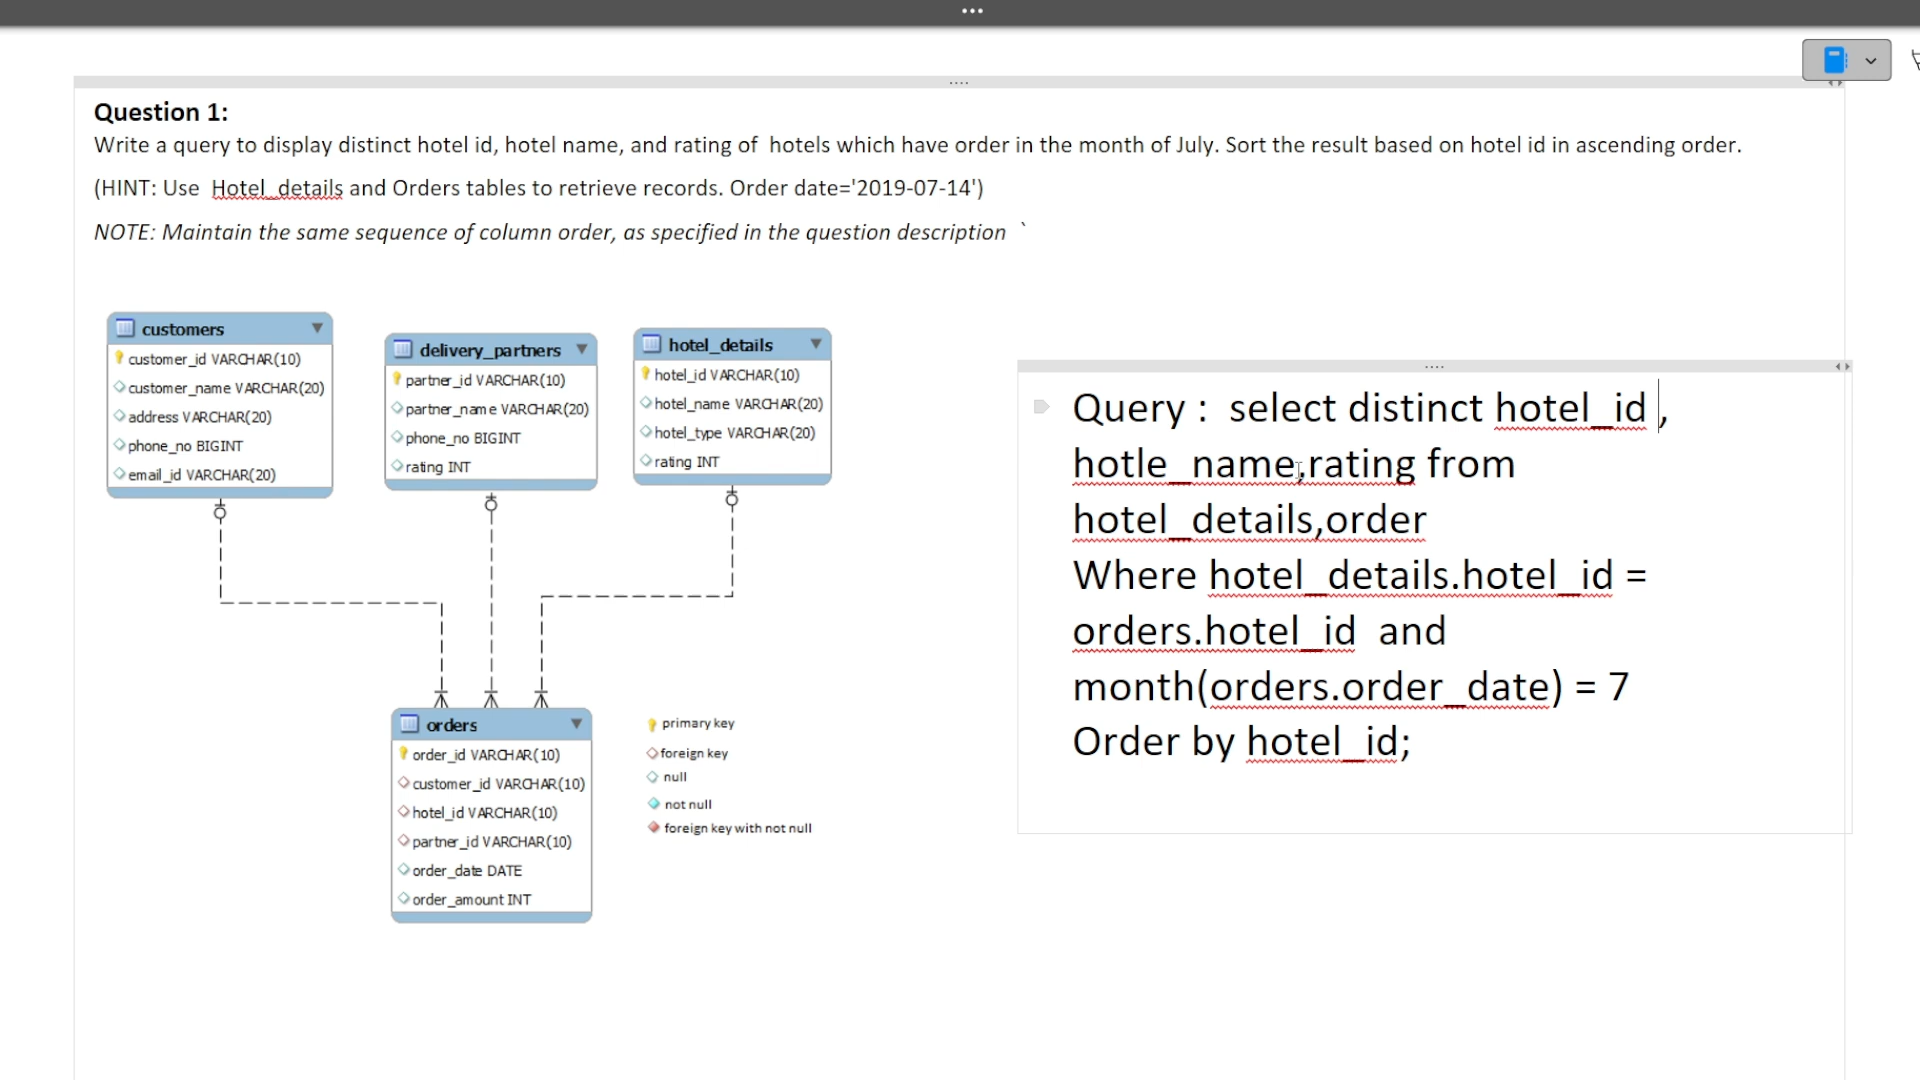 Question 1:
Write a query to display distinct hotel id, hotel name, and rating of  hotels which have order in the month of July. Sort the result based on hotel id in ascending order.
(HINT: Use  Hotel_details and Orders tables to retrieve records. Order date='2019-07-14')
NOTE: Maintain the same sequence of column order, as specified in the question description  `
customers
customer_id VARCHAR(10)
customer_name VARCHAR(20)
address VARCHAR(20)
phone_no BIGINT
email_id VARCHAR(20)
delivery_partners
partner_id VARCHAR(10)
partner_name VARCHAR(20)
phone_no BIGINT
rating INT
hotel_details
hotel_id VARCHAR(10)
hotel_name VARCHAR(20)
hotel_type VARCHAR(20)
rating INT
Query :  select distinct hotel_id ,
hotle_name,rating from
hotel_details,order
Where hotel_details.hotel_id =
orders.hotel_id  and
month(orders.order_date) = 7
Order by hotel_id;
orders
order_id VARCHAR(10)
customer_id VARCHAR(10)
hotel_id VARCHAR(10)
partner_id VARCHAR(10)
order_date DATE
order_amount INT
primary key
foreign key
null
not null
foreign key with not null